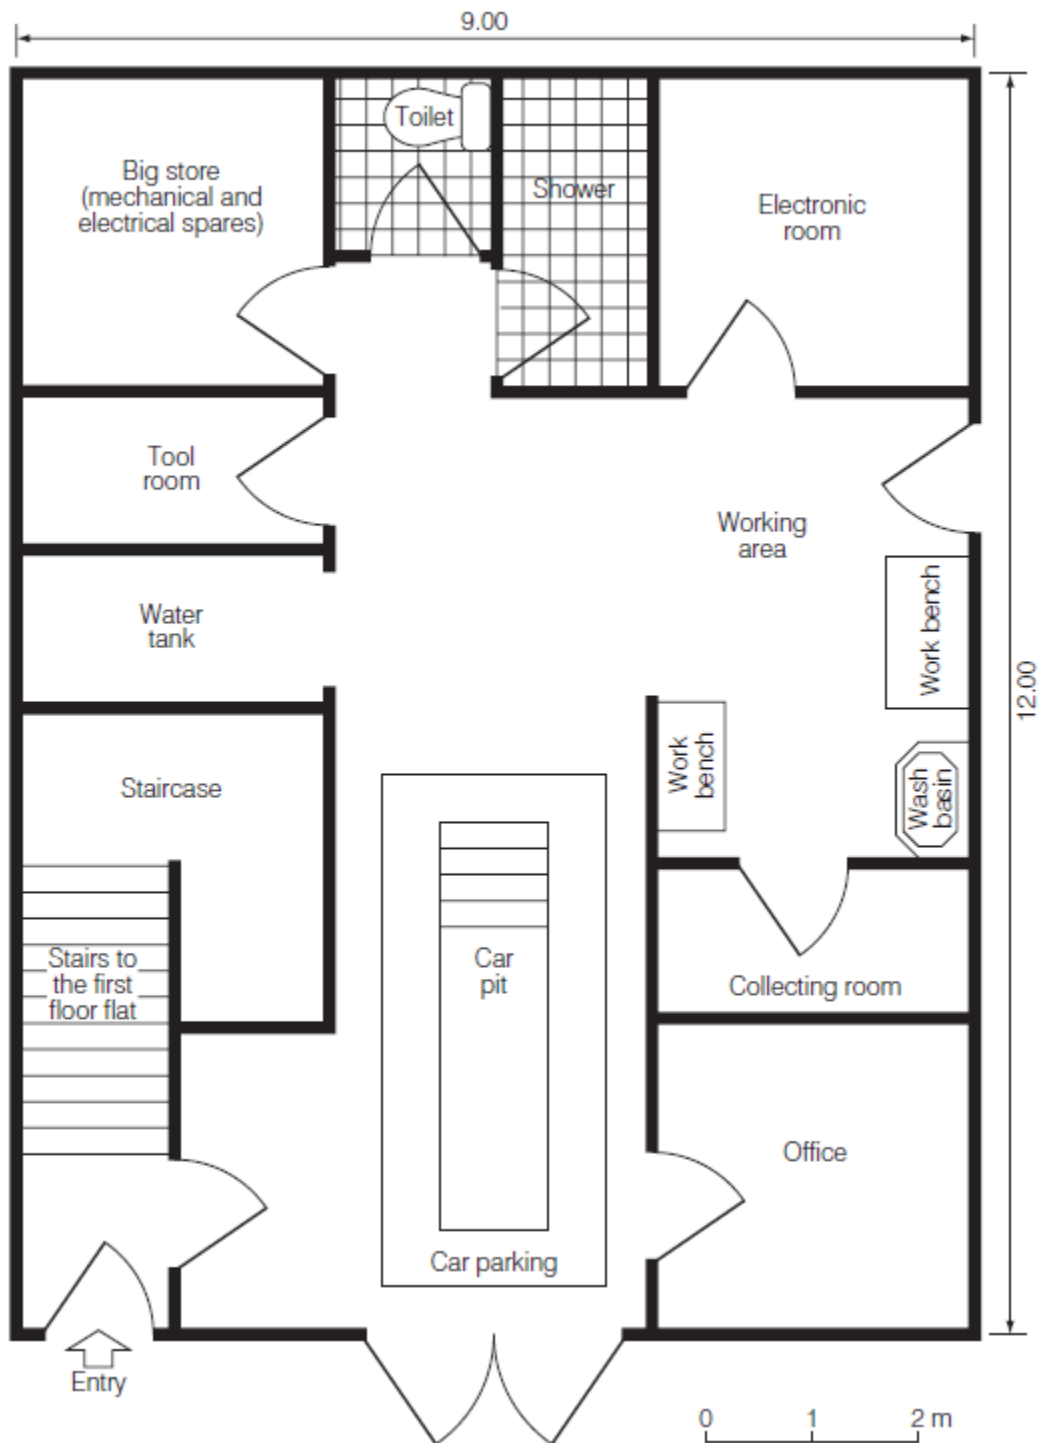 9.00
Toilet
Big store
(mechanical and
electrical spares)
Shower
Electronic
room
Tool
room
Working
area
Work bench
Water
tank
12.00
Work
bench
Wash
basin
Staircase
Car
pit
Stairs to
the first
floor flat
Collecting room
Office
Car parking
Entry
0 1 2 m